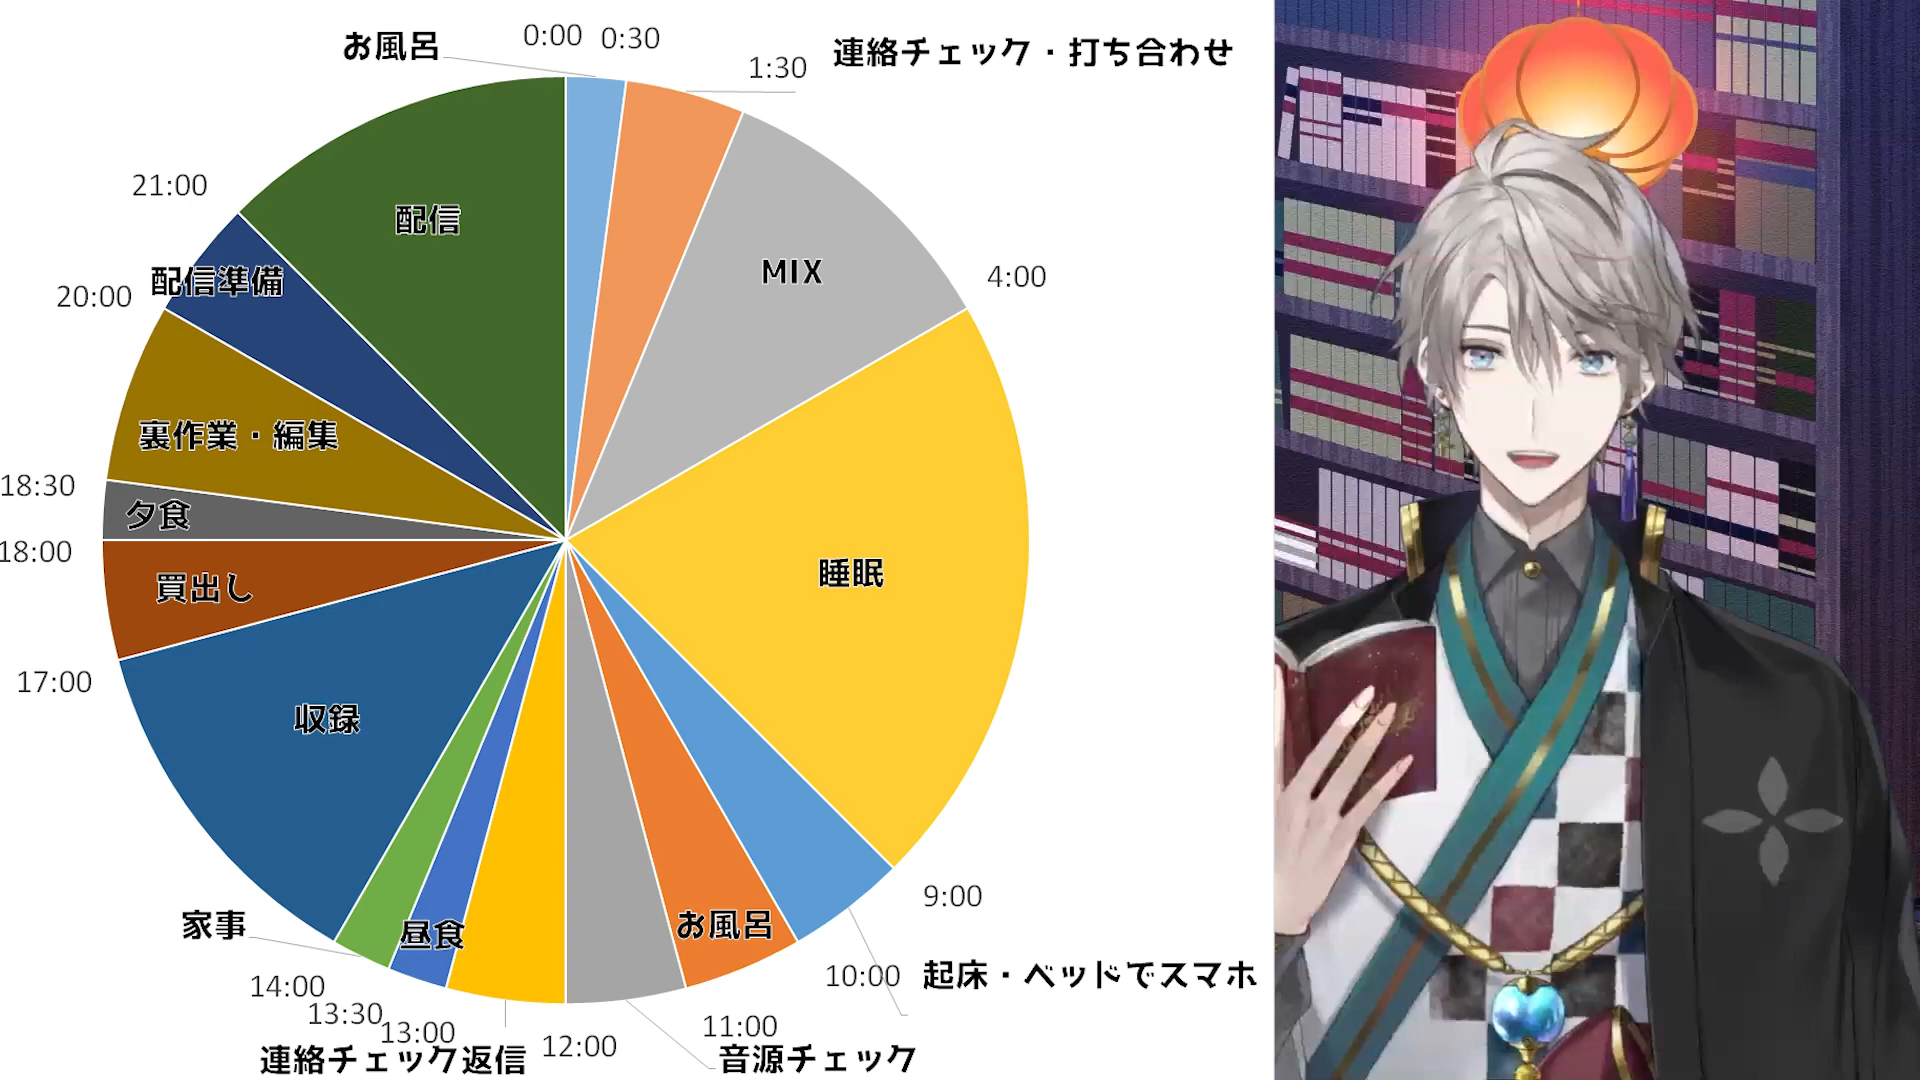 お風呂
0:00
0:30
1:30
連絡チェック・打ち合わせ
MIX
4:00
睡眠
9:00
起床・ベッドでスマホ
10:00
お風呂
11:00
音源チェック
12:00
連絡チェック返信
13:00
昼食
13:30
家事
14:00
収録
17:00
買出し
18:00
夕食
18:30
裏作業・編集
20:00
配信準備
21:00
配信